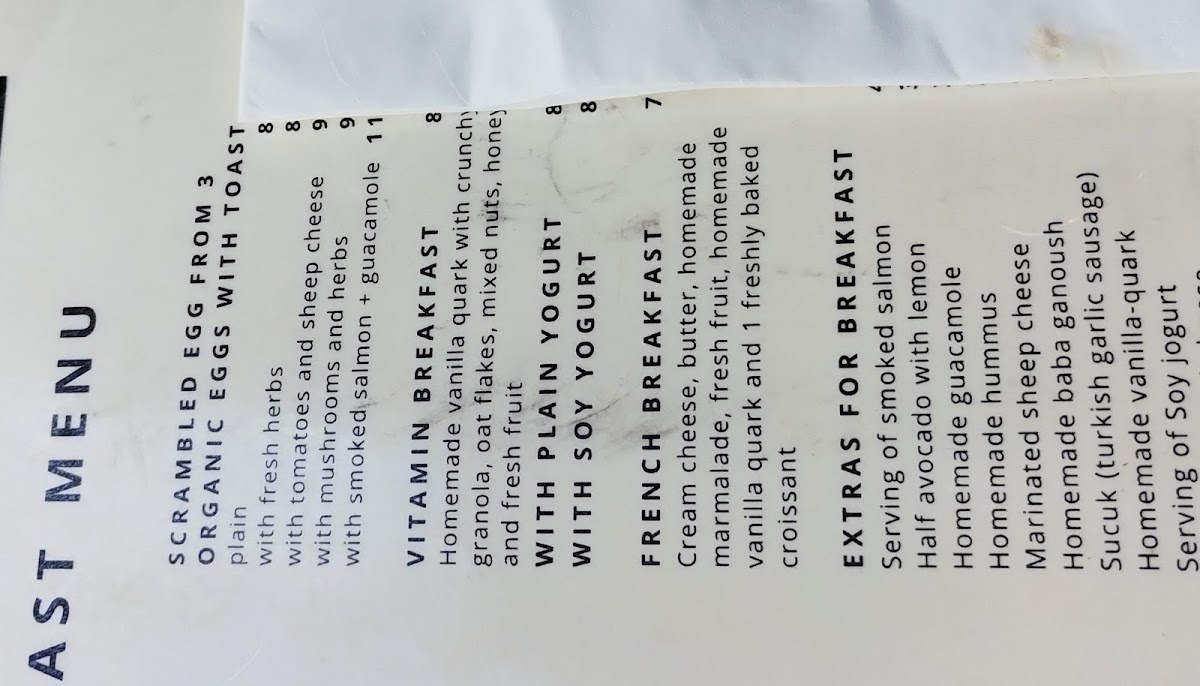 AST MENU
SCRAMBLED EGG FROM 3
ORGANIC EGGS WITH TOAST
plain 8
with fresh herbs 8
with tomatoes and sheep cheese 9
with mushrooms and herbs 9
with smoked salmon + guacamole 11
VITAMIN BREAKFAST 8
Homemade vanilla quark with crunchy
granola, oat flakes, mixed nuts, honey
and fresh fruit
WITH PLAIN YOGURT 8
WITH SOY YOGURT 8
FRENCH BREAKFAST 7
Cream cheese, butter, homemade
marmalade, fresh fruit, homemade
vanilla quark and 1 freshly baked
croissant
EXTRAS FOR BREAKFAST
Serving of smoked salmon
Half avocado with lemon
Homemade guacamole
Homemade hummus
Marinated sheep cheese
Homemade baba ganoush
Sucuk (turkish garlic sausage)
Homemade vanilla-quark
Serving of Soy jogurt